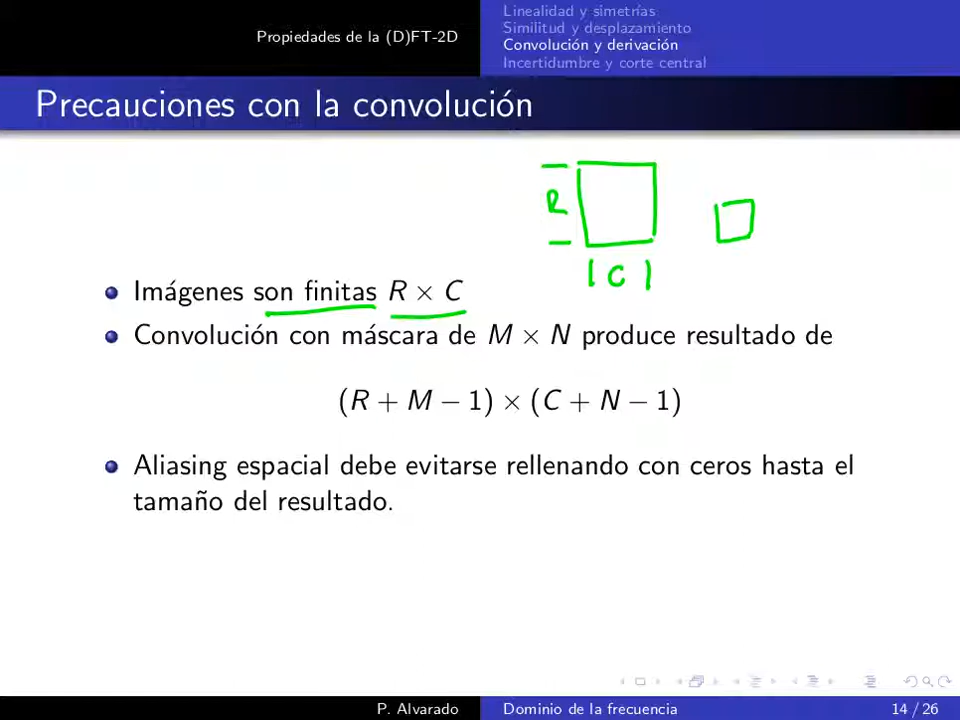 Propiedades de la (D)FT-2D
Linealidad y simetrías
Similitud y desplazamiento
Convolución y derivación
Incertidumbre y corte central
Precauciones con la convolución
R
C
Imágenes son finitas R × C
Convolución con máscara de M × N produce resultado de
(R + M − 1) × (C + N − 1)
Aliasing espacial debe evitarse rellenando con ceros hasta el
tamaño del resultado.
P. Alvarado
Dominio de la frecuencia
14 / 26